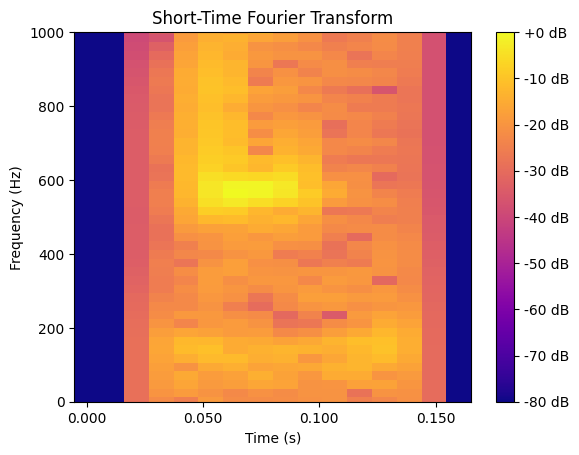 Short-Time Fourier Transform
1000
800
600
400
200
0
Frequency (Hz)
0.000
0.050
0.100
0.150
Time (s)
+0 dB
-10 dB
-20 dB
-30 dB
-40 dB
-50 dB
-60 dB
-70 dB
-80 dB